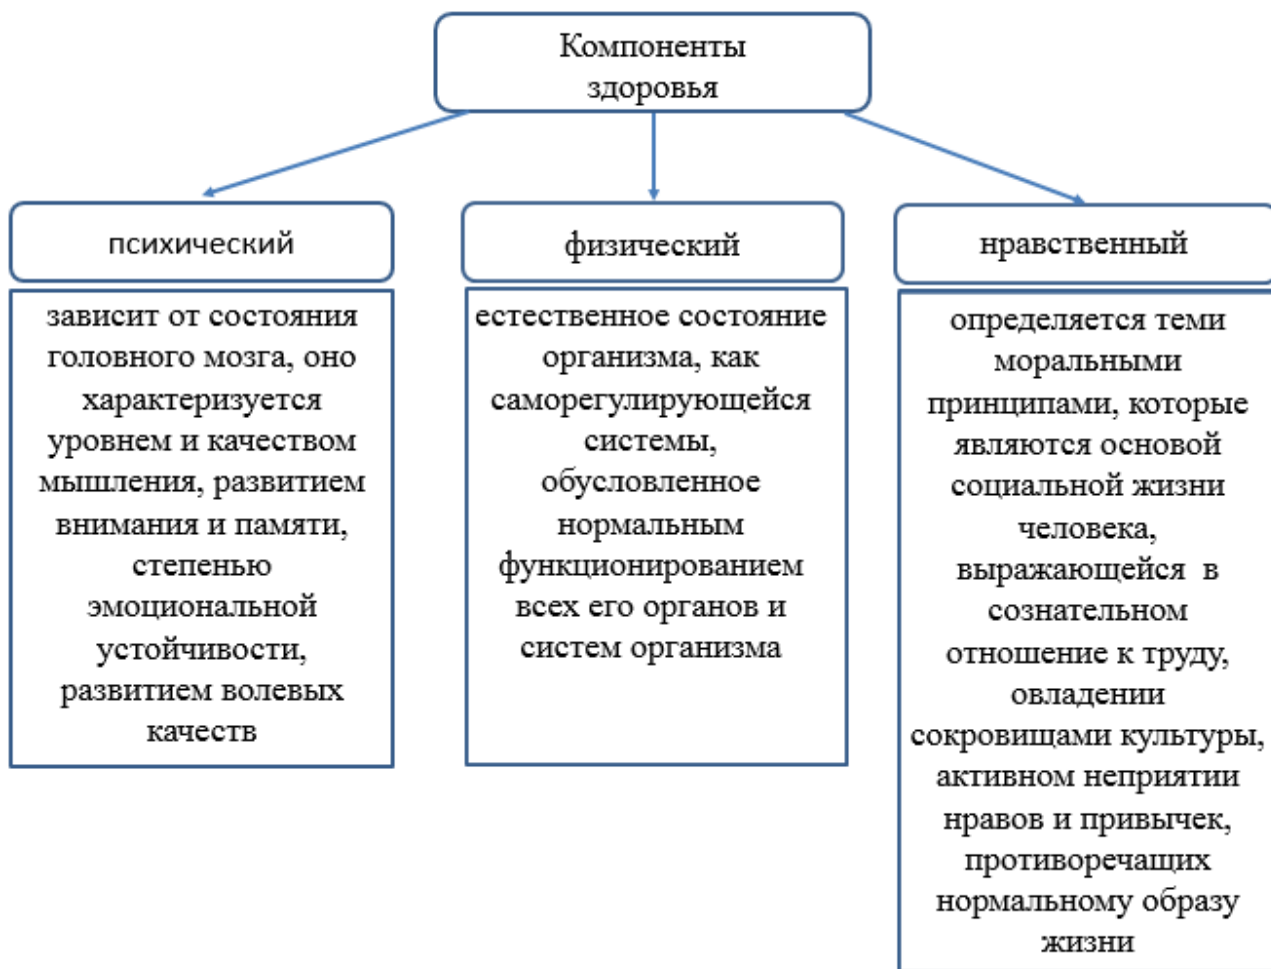 Компоненты
здоровья
психический
зависит от состояния
головного мозга, оно
характеризуется
уровнем и качеством
мышления, развитием
внимания и памяти,
степенью
эмоциональной
устойчивости,
развитием волевых
качеств
физический
естественное состояние
организма, как
саморегулирующейся
системы,
обусловленное
нормальным
функционированием
всех его органов и
систем организма
нравственный
определяется теми
моральными
принципами, которые
являются основой
социальной жизни
человека,
выражающейся в
сознательном
отношение к труду,
овладении
сокровищами культуры,
активном неприятии
нравов и привычек,
противоречащих
нормальному образу
жизни